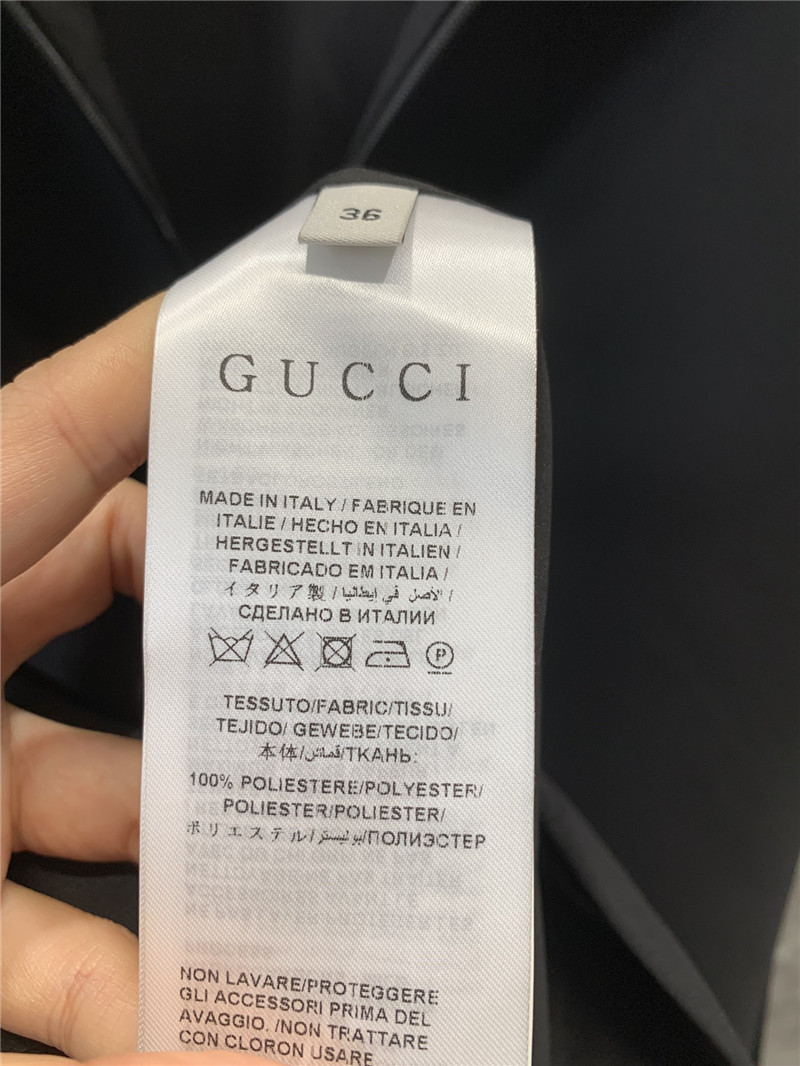 36
GUCCI
MADE IN ITALY / FABRIQUE EN
ITALIE / HECHO EN ITALIA /
HERGESTELLT IN ITALIEN /
FABRICADO EM ITALIA /
イタリア製 / الأصل في إيطاليا /
СДЕЛАНО В ИТАЛИИ
P
TESSUTO/FABRIC/TISSU/
TEJIDO/ GEWEBE/TECIDO/
本体/قماش/ТКАНЬ:
100% POLIESTERE/POLYESTER/
POLIESTER/POLIESTER/
ポリエステル/بوليستر/ПОЛИЭСТЕР
NON LAVARE/PROTEGGERE
GLI ACCESSORI PRIMA DEL
AVAGGIO. /NON TRATTARE
CON CLORON USARE